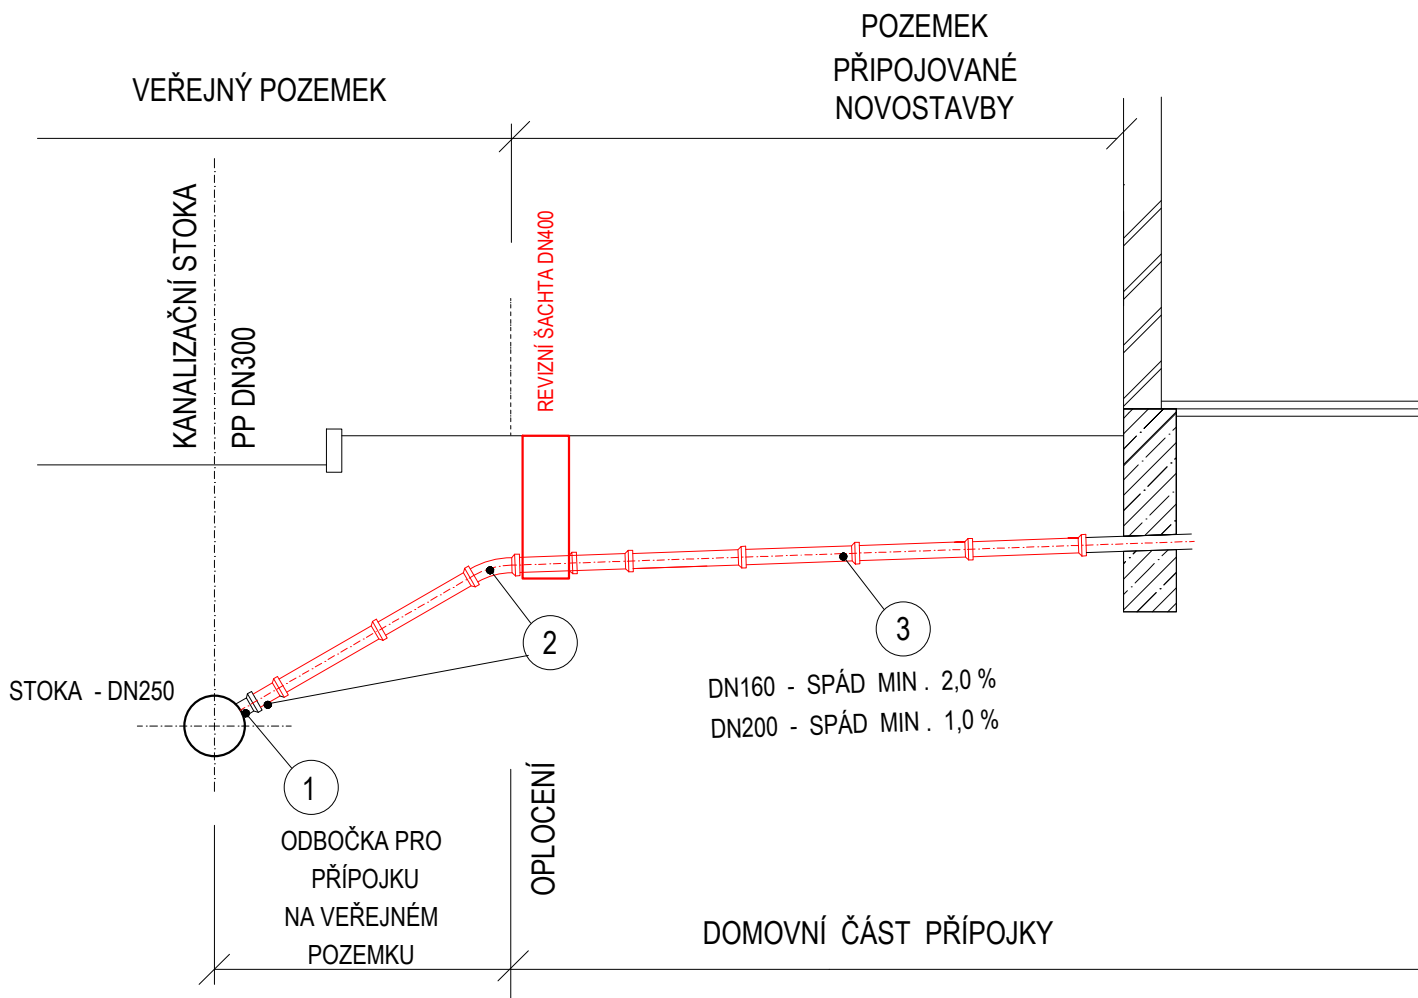 POZEMEK
PŘIPOJOVANÉ
NOVOSTAVBY
VEŘEJNÝ POZEMEK
KANALIZAČNÍ STOKA
PP DN300
REVIZNÍ ŠACHTA DN400
2
3
STOKA - DN250
DN160 - SPÁD MIN . 2,0 %
DN200 - SPÁD MIN . 1,0 %
1
OPLOCENÍ
ODBOČKA PRO
PŘÍPOJKU
NA VEŘEJNÉM
POZEMKU
DOMOVNÍ ČÁST PŘÍPOJKY